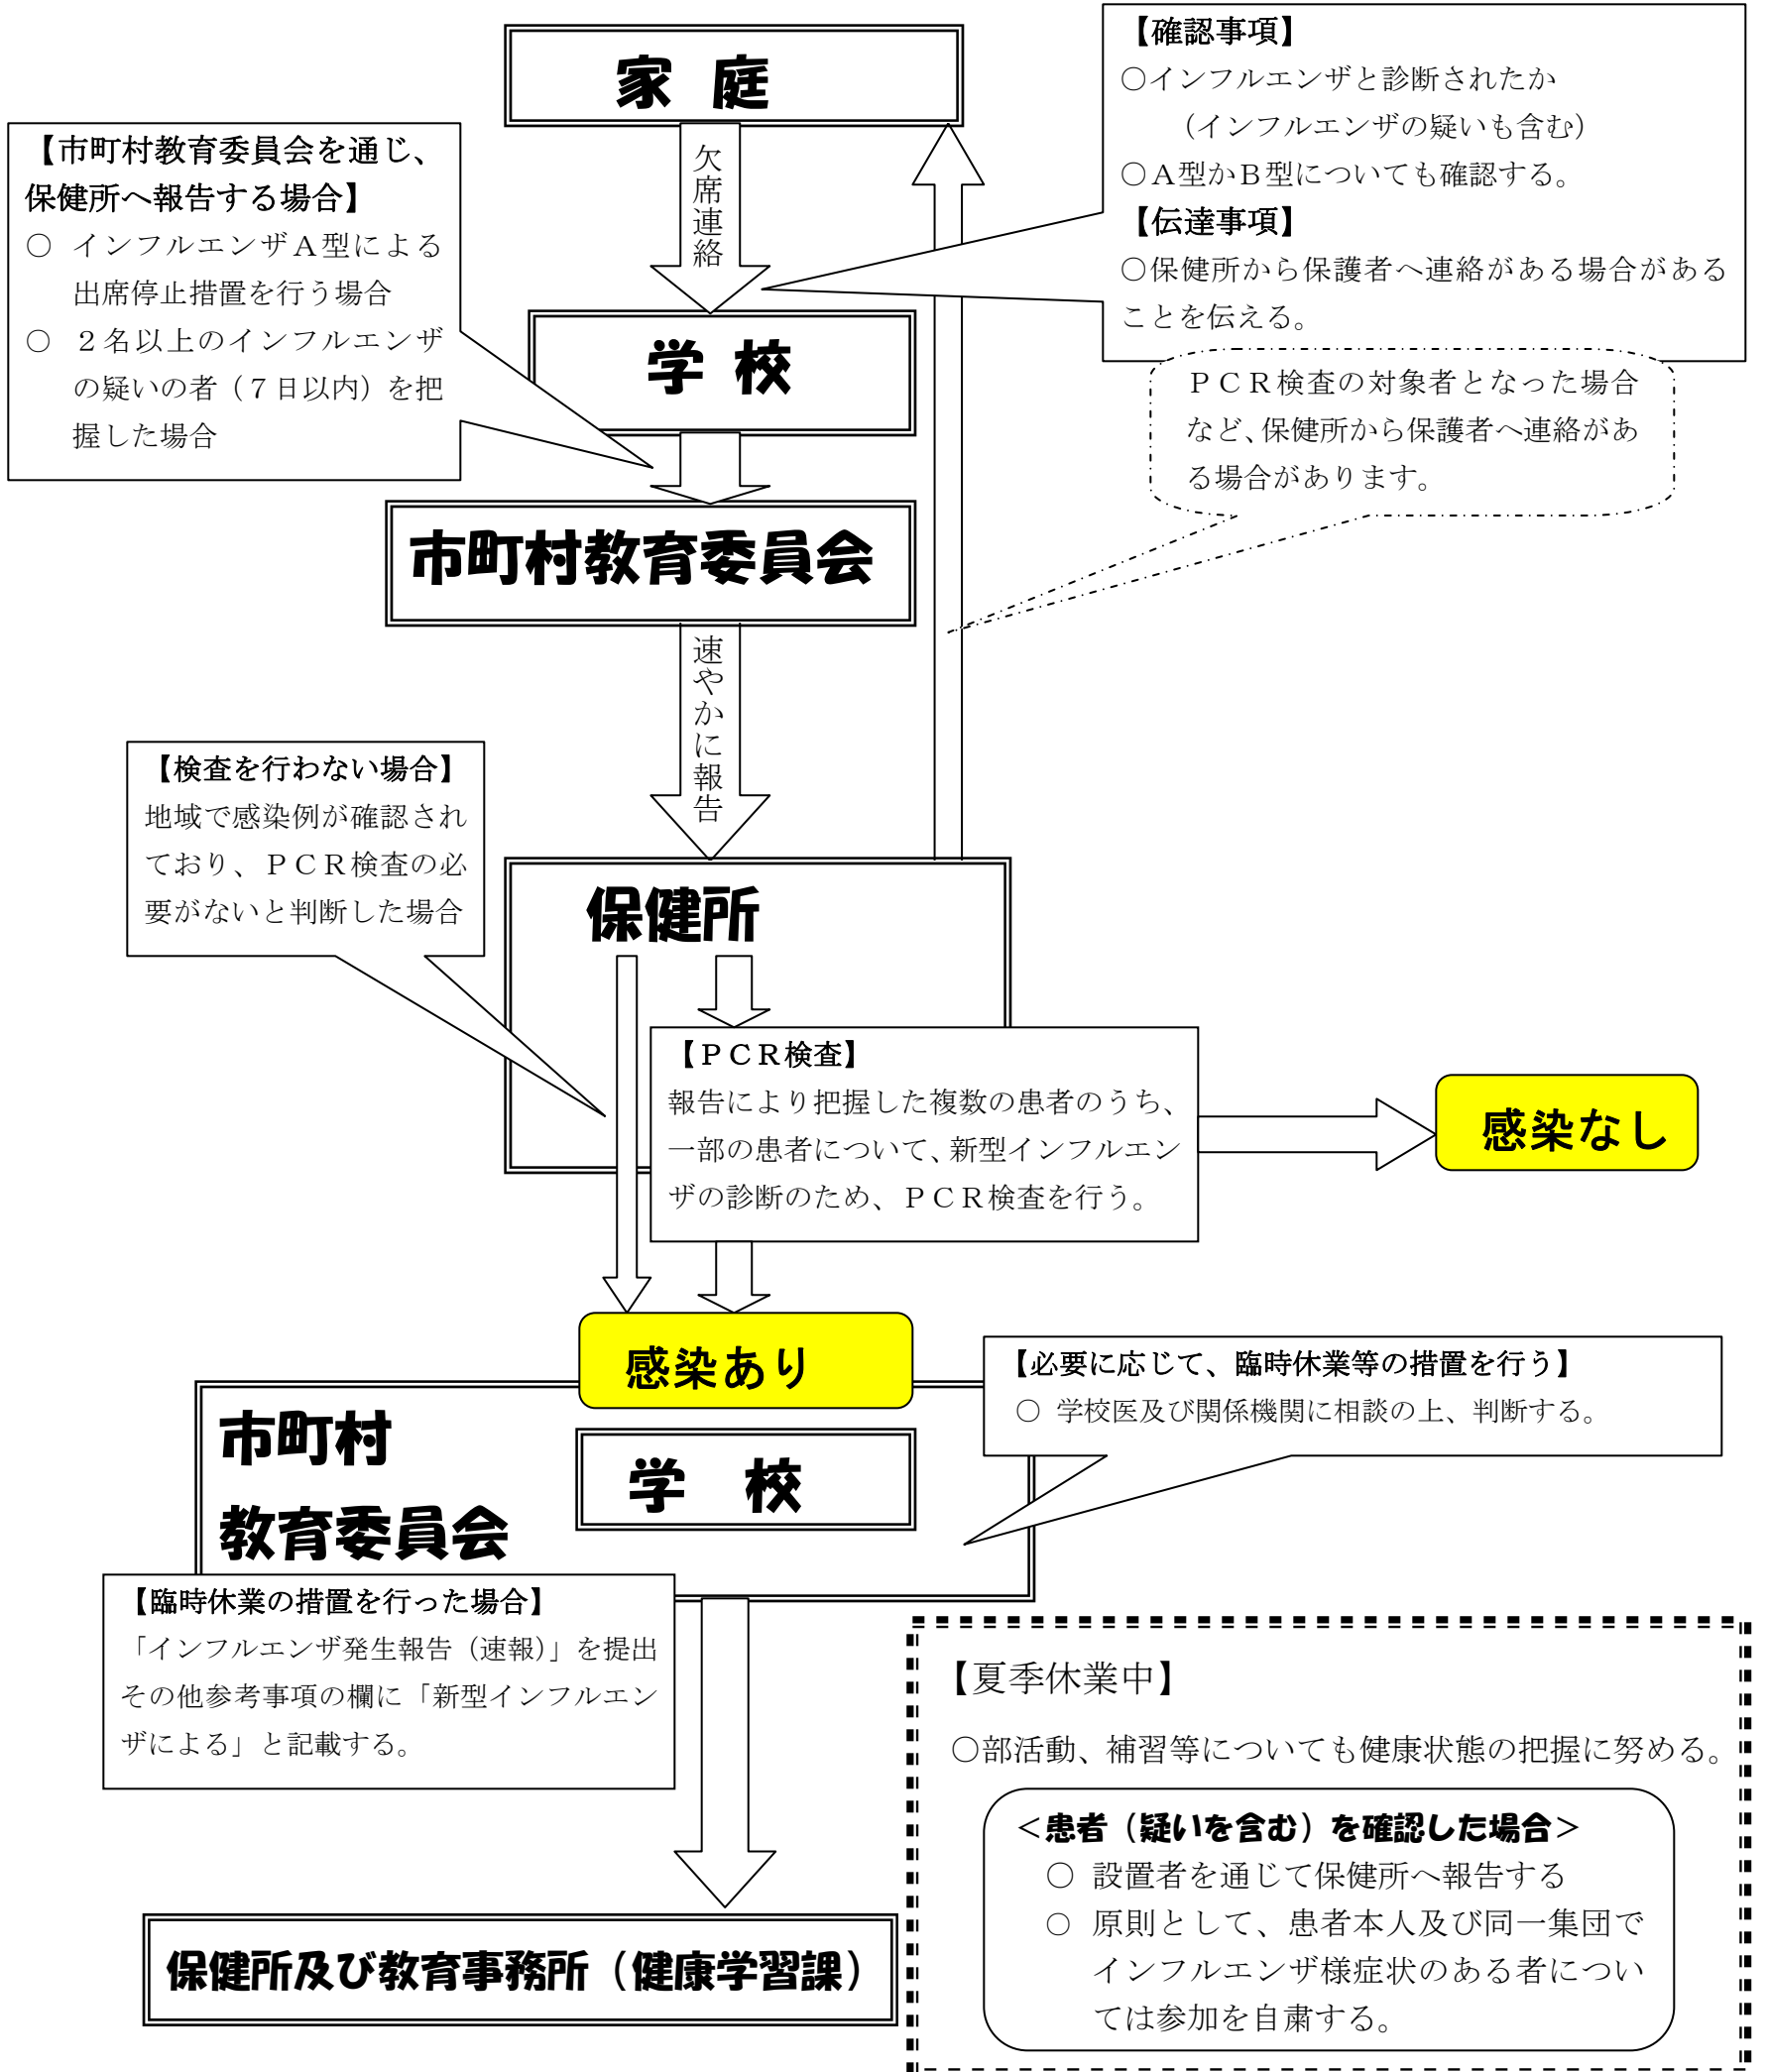 家 庭
【確認事項】
○インフルエンザと診断されたか
（インフルエンザの疑いも含む）
○Ａ型かＢ型についても確認する。
【伝達事項】
○保健所から保護者へ連絡がある場合がある
ことを伝える。
【市町村教育委員会を通じ、
保健所へ報告する場合】
○ インフルエンザＡ型による
出席停止措置を行う場合
○ ２名以上のインフルエンザ
の疑いの者（７日以内）を把
握した場合
欠席連絡
学 校
ＰＣＲ検査の対象者となった場合
など、保健所から保護者へ連絡があ
る場合があります。
市町村教育委員会
速やかに報告
【検査を行わない場合】
地域で感染例が確認され
ており、ＰＣＲ検査の必
要がないと判断した場合
保健所
【ＰＣＲ検査】
報告により把握した複数の患者のうち、
一部の患者について、新型インフルエン
ザの診断のため、ＰＣＲ検査を行う。
感染なし
感染あり
【必要に応じて、臨時休業等の措置を行う】
○ 学校医及び関係機関に相談の上、判断する。
市町村
教育委員会
学 校
【臨時休業の措置を行った場合】
「インフルエンザ発生報告（速報）」を提出
その他参考事項の欄に「新型インフルエン
ザによる」と記載する。
【夏季休業中】
○部活動、補習等についても健康状態の把握に努める。
＜患者（疑いを含む）を確認した場合＞
○ 設置者を通じて保健所へ報告する
○ 原則として、患者本人及び同一集団で
インフルエンザ様症状のある者につい
ては参加を自粛する。
保健所及び教育事務所（健康学習課）